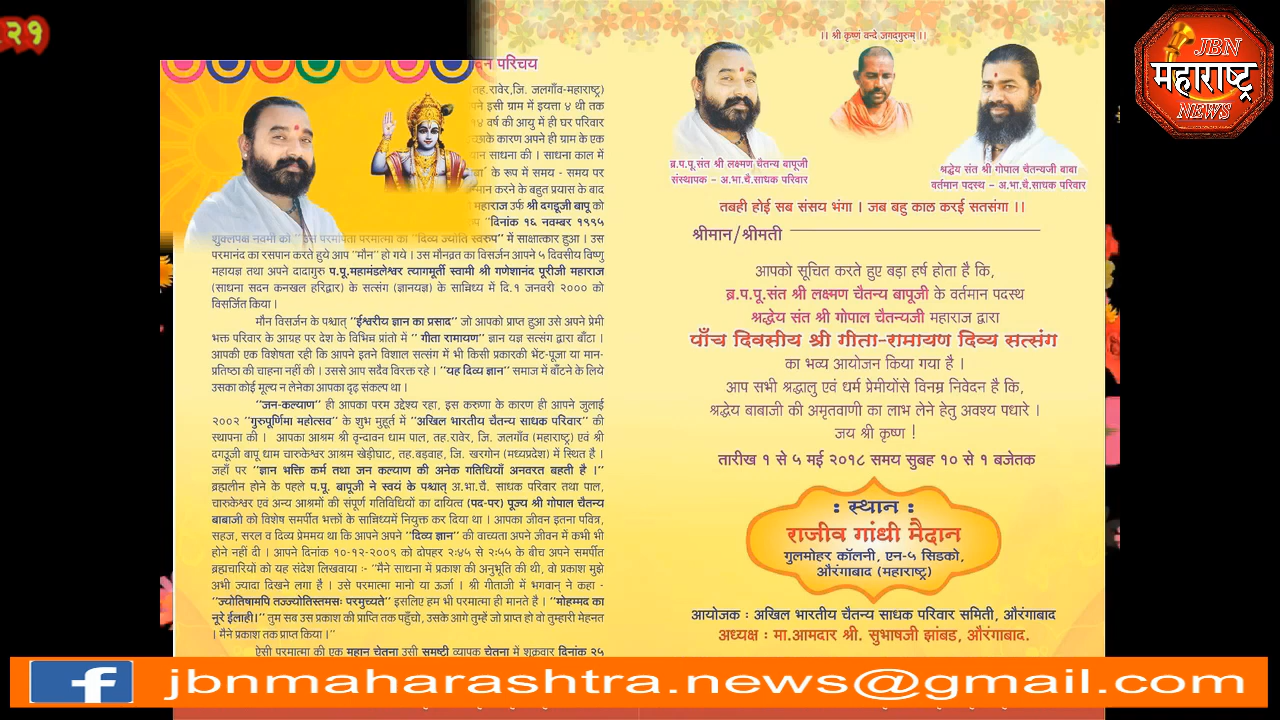 २१
JBN
महाराष्ट्र
NEWS
परिचय
तह.रावेर,जि. जलगाँव-महाराष्ट्र)
इसी ग्राम में इयत्ता ४ थी तक
वर्ष की आयु में ही घर परिवार
कारण अपने ही ग्राम के एक
साधना की । साधना काल में
के रूप में समय - समय पर
करने के बहुत प्रयास के बाद
महाराज उर्फ श्री दगडूजी बापू को
"दिनांक १६ नवम्बर १९९५
शुक्लपक्ष नवमी को "उस परमपिता परमात्मा का "दिव्य ज्योति स्वरुप" में साक्षात्कार हुआ । उस
परमानंद का रसपान करते हुये आप "मौन" हो गये । उस मौनव्रत का विसर्जन आपने ५ दिवसीय विष्णु
महायज्ञ तथा अपने दादागुरु प.पू.महामंडलेश्वर त्यागमूर्ती स्वामी श्री गणेशानंद पूरीजी महाराज
(साधना सदन कनखल हरिद्वार) के सत्संग (ज्ञानयज्ञ) के सान्निध्य में दि.१ जनवरी २००० को
विसर्जित किया ।
मौन विसर्जन के पश्चात् "ईश्वरीय ज्ञान का प्रसाद" जो आपको प्राप्त हुआ उसे अपने प्रेमी
भक्त परिवार के आग्रह पर देश के विभिन्न प्रांतो में " गीता रामायण" ज्ञान यज्ञ सत्संग द्वारा बाँटा ।
आपकी एक विशेषता रही कि आपने इतने विशाल सत्संग में भी किसी प्रकारकी भेंट-पूजा या मान-
प्रतिष्ठा की चाहना नहीं की । उससे आप सदैव विरक्त रहे । "यह दिव्य ज्ञान" समाज में बाँटने के लिये
उसका कोई मूल्य न लेनेका आपका दृढ़ संकल्प था ।
"जन-कल्याण" ही आपका परम उद्देश्य रहा, इस करुणा के कारण ही आपने जुलाई
२००२ "गुरुपूर्णिमा महोत्सव" के शुभ मुहूर्त में "अखिल भारतीय चैतन्य साधक परिवार" की
स्थापना की । आपका आश्रम श्री वृन्दावन धाम पाल, तह.रावेर, जि. जलगाँव (महाराष्ट्र) एवं श्री
दगडूजी बापू धाम चारुकेश्वर आश्रम खेड़ीघाट, तह.बड़वाह, जि. खरगोन (मध्यप्रदेश) में स्थित है ।
जहाँ पर "ज्ञान भक्ति कर्म तथा जन कल्याण की अनेक गतिधियाँ अनवरत बहती है ।"
ब्रह्मलीन होने के पहले प.पू. बापूजी ने स्वयं के पश्चात् अ.भा.चै. साधक परिवार तथा पाल,
चारुकेश्वर एवं अन्य आश्रमों की संपूर्ण गतिविधियों का दायित्व (पद-पर) पूज्य श्री गोपाल चैतन्य
बाबाजी को विशेष समर्पीत भक्तों के सान्निध्यमें नियुक्त कर दिया था । आपका जीवन इतना पवित्र,
सहज, सरल व दिव्य प्रेममय था कि आपने अपने "दिव्य ज्ञान" की वाच्यता अपने जीवन में कभी भी
होने नहीं दी । आपने दिनांक १०-१२-२००९ को दोपहर २:४५ से २:५५ के बीच अपने समर्पीत
ब्रह्मचारियों को यह संदेश लिखवाया :- "मैंने साधना में प्रकाश की अनुभूति की थी, वो प्रकाश मुझे
अभी ज्यादा दिखने लगा है । उसे परमात्मा मानो या ऊर्जा । श्री गीताजी में भगवान् ने कहा -
"ज्योतिषामपि तज्ज्योतिस्तमसः परमुच्यते" इसलिए हम भी परमात्मा ही मानते है । "मोहम्मद का
नूरे ईलाही।" तुम सब उस प्रकाश की प्राप्ति तक पहुँचो, उसके आगे तुम्हें जो प्राप्त हो वो तुम्हारी मेहनत
। मैने प्रकाश तक प्राप्त किया ।"
ऐसी परमात्मा की एक महान चेतना उसी समष्टी व्यापक चेतना में शुक्रवार दिनांक २५
।। श्री कृष्णं वन्दे जगद्‌गुरुम् ।।
ब्र.प.पू.संत श्री लक्ष्मण चैतन्य बापूजी
संस्थापक – अ.भा.चै.साधक परिवार
श्रद्धेय संत श्री गोपाल चैतन्यजी बाबा
वर्तमान पदस्थ – अ.भा.चै.साधक परिवार
तबही होई सब संसय भंगा । जब बहु काल करई सतसंगा ।।
श्रीमान/श्रीमती
आपको सूचित करते हुए बड़ा हर्ष होता है कि,
ब्र.प.पू.संत श्री लक्ष्मण चैतन्य बापूजी के वर्तमान पदस्थ
श्रद्धेय संत श्री गोपाल चैतन्यजी महाराज द्वारा
पाँच दिवसीय श्री गीता-रामायण दिव्य सत्संग
का भव्य आयोजन किया गया है ।
आप सभी श्रद्धालु एवं धर्म प्रेमीयोंसे विनम्र निवेदन है कि,
श्रद्धेय बाबाजी की अमृतवाणी का लाभ लेने हेतु अवश्य पधारे ।
जय श्री कृष्ण !
तारीख १ से ५ मई २०१८ समय सुबह १० से १ बजेतक
: स्थान :
राजीव गांधी मैदान
गुलमोहर कॉलनी, एन-५ सिडको,
औरंगाबाद (महाराष्ट्र)
आयोजक : अखिल भारतीय चैतन्य साधक परिवार समिती, औरंगाबाद
अध्यक्ष : मा.आमदार श्री. सुभाषजी झांबड, औरंगाबाद.
f jbnmaharashtra.news@gmail.com